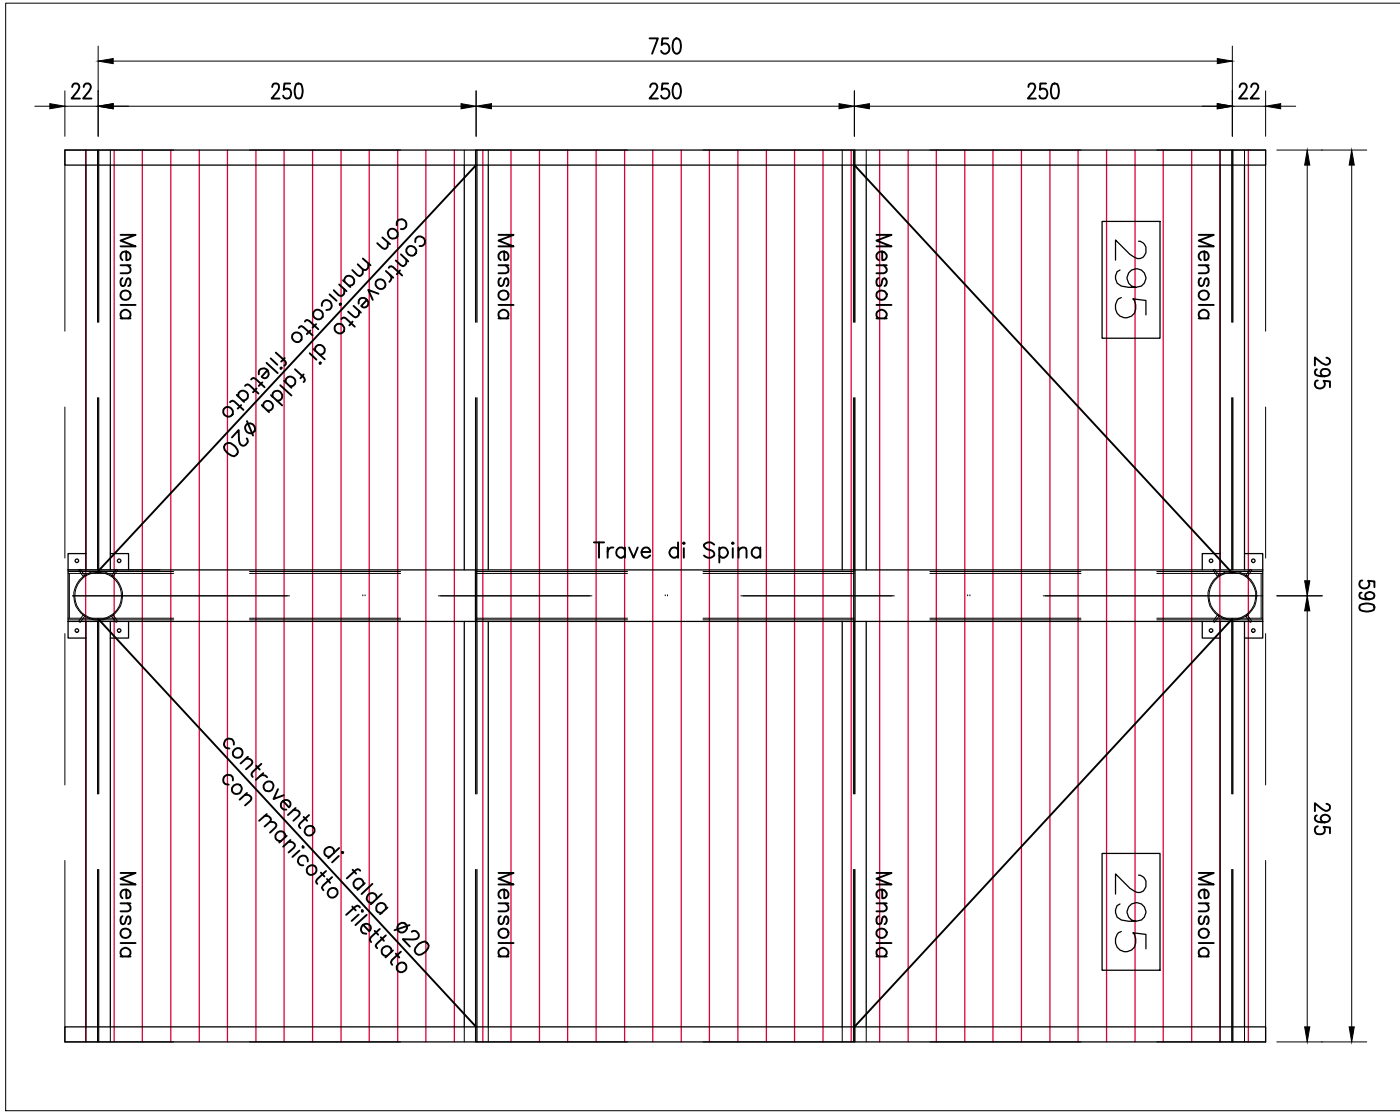 750
22
250
250
250
22
Mensola
Mensola
Mensola
295
Mensola
controvento di falda ø20
con manicotto filettato
295
590
Trave di Spina
295
controvento di falda ø20
con manicotto filettato
Mensola
Mensola
Mensola
295
Mensola